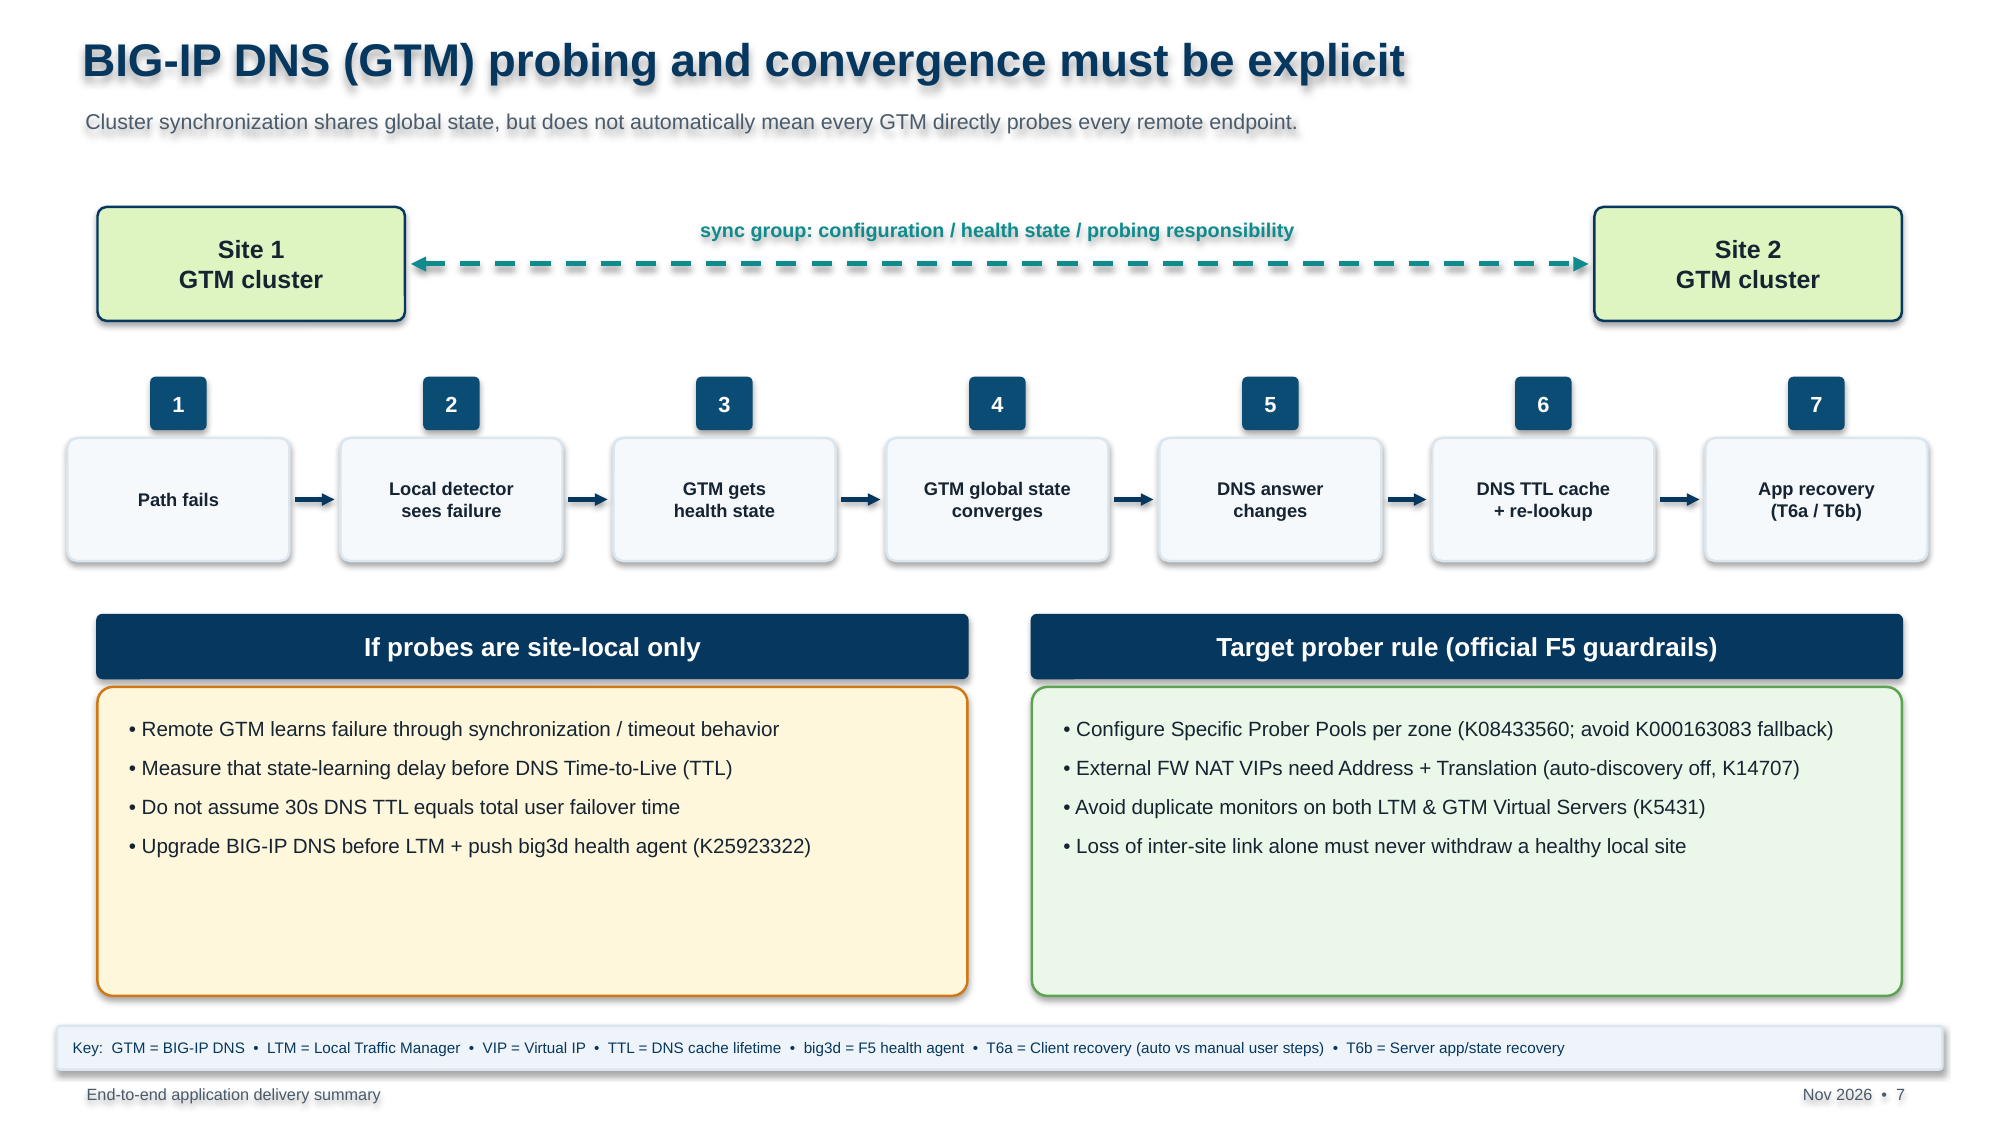 BIG-IP DNS (GTM) probing and convergence must be explicit
Cluster synchronization shares global state, but does not automatically mean every GTM directly probes every remote endpoint.
Site 1
GTM cluster
sync group: configuration / health state / probing responsibility
Site 2
GTM cluster
1
2
3
4
5
6
7
Path fails
Local detector
sees failure
GTM gets
health state
GTM global state
converges
DNS answer
changes
DNS TTL cache
+ re-lookup
App recovery
(T6a / T6b)
If probes are site-local only
• Remote GTM learns failure through synchronization / timeout behavior
• Measure that state-learning delay before DNS Time-to-Live (TTL)
• Do not assume 30s DNS TTL equals total user failover time
• Upgrade BIG-IP DNS before LTM + push big3d health agent (K25923322)
Target prober rule (official F5 guardrails)
• Configure Specific Prober Pools per zone (K08433560; avoid K000163083 fallback)
• External FW NAT VIPs need Address + Translation (auto-discovery off, K14707)
• Avoid duplicate monitors on both LTM & GTM Virtual Servers (K5431)
• Loss of inter-site link alone must never withdraw a healthy local site
Key:  GTM = BIG-IP DNS  •  LTM = Local Traffic Manager  •  VIP = Virtual IP  •  TTL = DNS cache lifetime  •  big3d = F5 health agent  •  T6a = Client recovery (auto vs manual user steps)  •  T6b = Server app/state recovery
End-to-end application delivery summary
Nov 2026  •  7